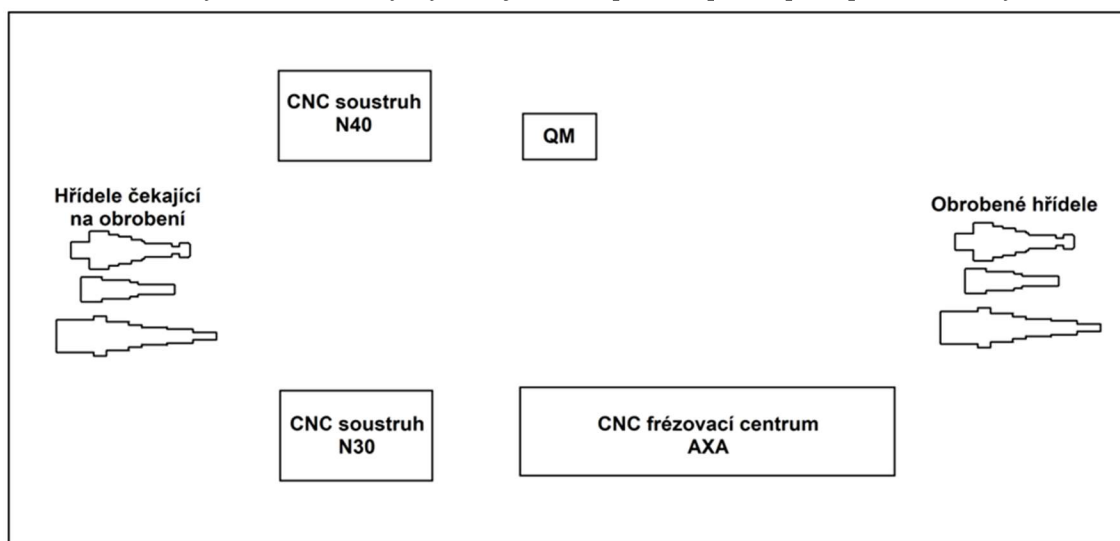 CNC soustruh
N40
QM
Hřídele čekající
na obrobení
Obrobené hřídele
CNC soustruh
N30
CNC frézovací centrum
AXA